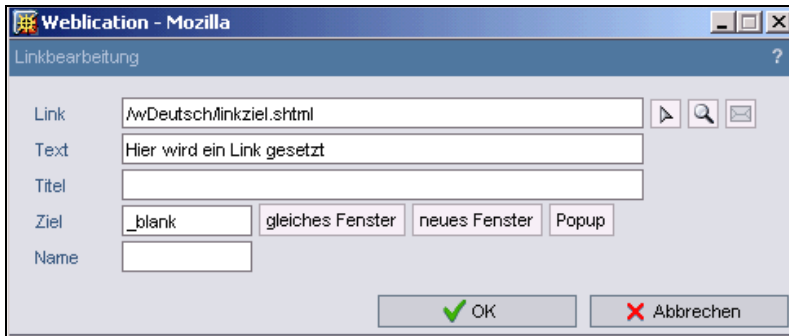 Weblication - Mozilla
Linkbearbeitung ?
Link /wDeutsch/linkziel.shtml
Text Hier wird ein Link gesetzt
Titel
Ziel _blank gleiches Fenster neues Fenster Popup
Name
OK Abbrechen